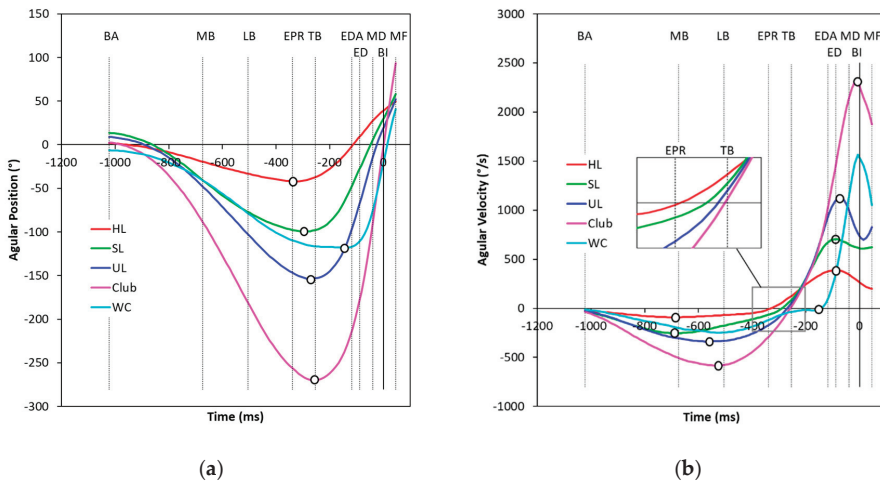 150
100
50
0
-50
-100
-150
-200
-250
-300
-1200
-1000
-800
-600
-400
-200
0
Agular Position (°)
Time (ms)
BA
MB
LB
EPR TB
EDA MD MF
ED
BI
HL
SL
UL
Club
WC
(a)
3000
2500
2000
1500
1000
500
0
-500
-1000
-1200
-1000
-800
-600
-400
-200
0
Agular Velocity (°/s)
Time (ms)
BA
MB
LB
EPR TB
EDA MD MF
ED
BI
EPR
TB
HL
SL
UL
Club
WC
(b)